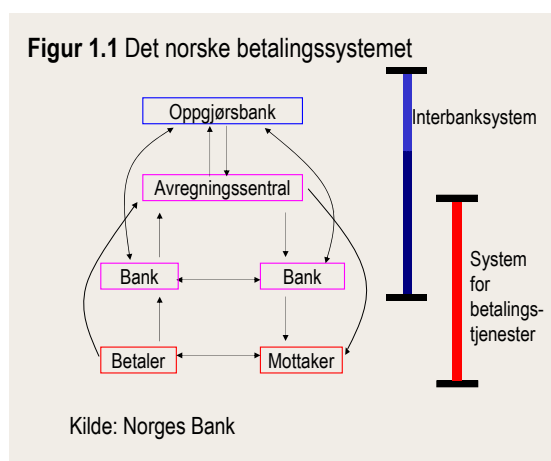 Figur 1.1 Det norske betalingssystemet
Oppgjørsbank
Interbanksystem
Avregningssentral
Bank
Bank
System
for
betalings-
tjenester
Betaler
Mottaker
Kilde: Norges Bank